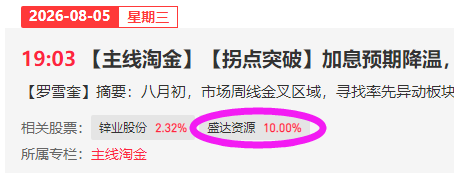 2026-08-05 星期三
19:03 【主线淘金】【拐点突破】加息预期降温，
【罗雪奎】摘要：八月初，市场周线金叉区域，寻找率先异动板块
相关股票： 锌业股份 2.32% 盛达资源 10.00%
所属专栏： 主线淘金